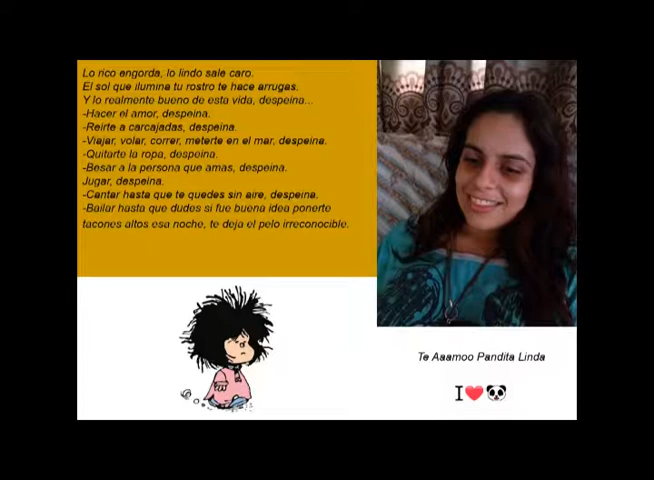 Lo rico engorda, lo lindo sale caro.
El sol que ilumina tu rostro te hace arrugas.
Y lo realmente bueno de esta vida, despeina...
-Hacer el amor, despeina.
-Reirte a carcajadas, despeina.
-Viajar, volar, correr, meterte en el mar, despeina.
-Quitarte la ropa, despeina.
-Besar a la persona que amas, despeina.
Jugar, despeina.
-Cantar hasta que te quedes sin aire, despeina.
-Bailar hasta que dudes si fue buena idea ponerte
tacones altos esa noche, te deja el pelo irreconocible.
Te Aaamoo Pandita Linda
I❤️🐼